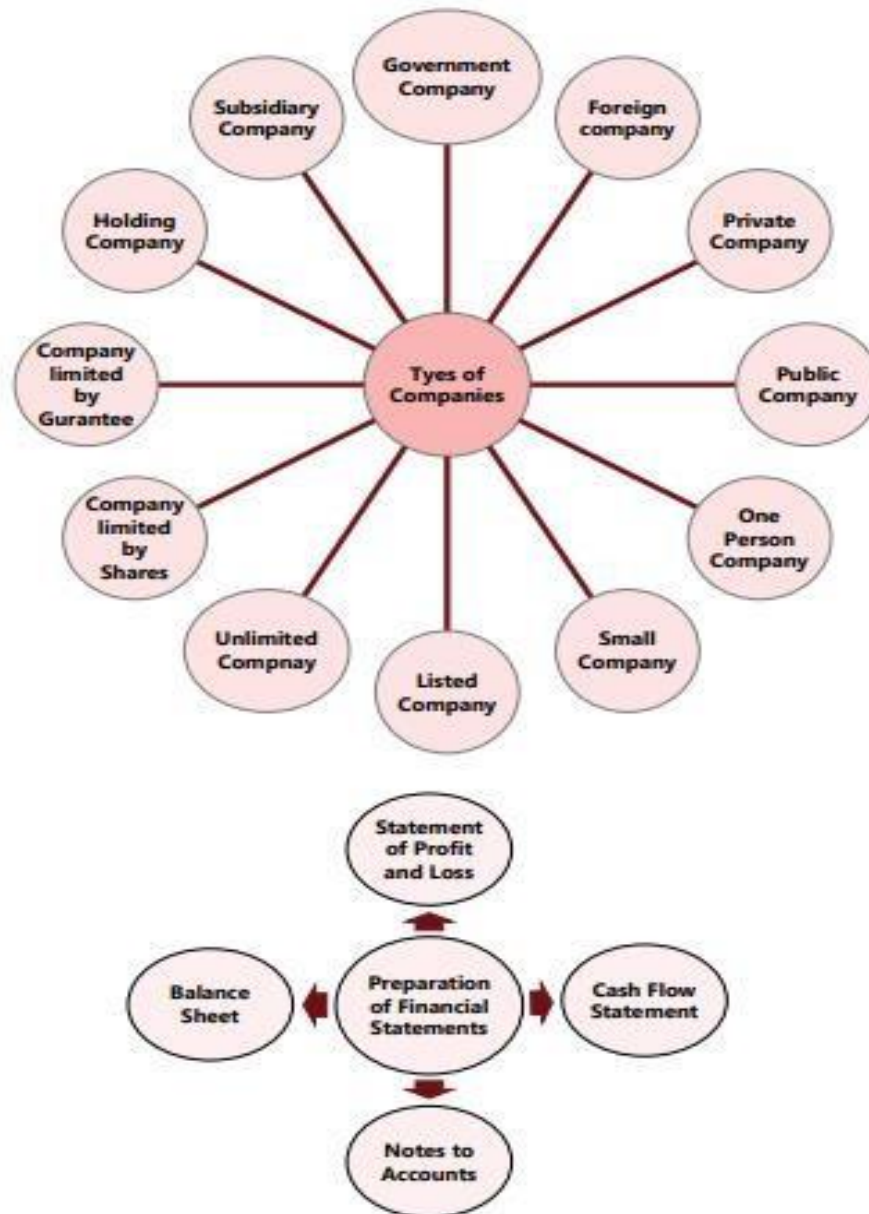 Government
Company
Subsidiary
Company
Foreign
company
Holding
Company
Private
Company
Company
limited
by
Gurantee
Tyes of
Companies
Public
Company
Company
limited
by
Shares
One
Person
Company
Unlimited
Compnay
Small
Company
Listed
Company
Statement
of Profit
and Loss
Balance
Sheet
Preparation
of Financial
Statements
Cash Flow
Statement
Notes to
Accounts